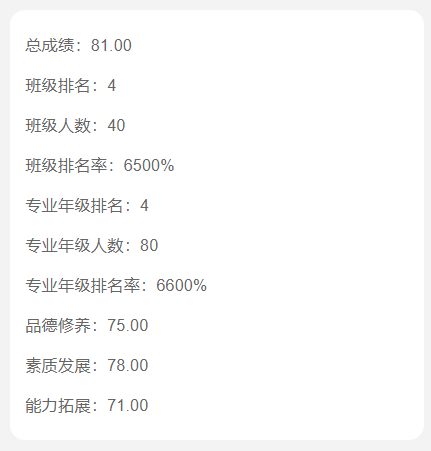 总成绩：81.00
班级排名：4
班级人数：40
班级排名率：6500%
专业年级排名：4
专业年级人数：80
专业年级排名率：6600%
品德修养：75.00
素质发展：78.00
能力拓展：71.00